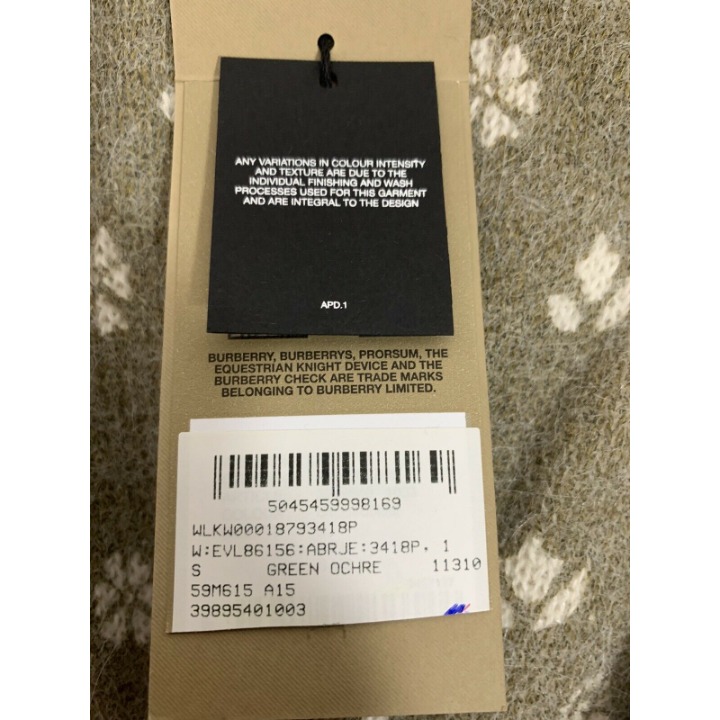 ANY VARIATIONS IN COLOUR INTENSITY
AND TEXTURE ARE DUE TO THE
INDIVIDUAL FINISHING AND WASH
PROCESSES USED FOR THIS GARMENT
AND ARE INTEGRAL TO THE DESIGN
APD.1
BURBERRY, BURBERRYS, PRORSUM, THE
EQUESTRIAN KNIGHT DEVICE AND THE
BURBERRY CHECK ARE TRADE MARKS
BELONGING TO BURBERRY LIMITED.
5045459998169
WLKW00018793418P
W:EVL86156:ABRJE:3418P, 1
S GREEN OCHRE 11310
59M615 A15
39895401003